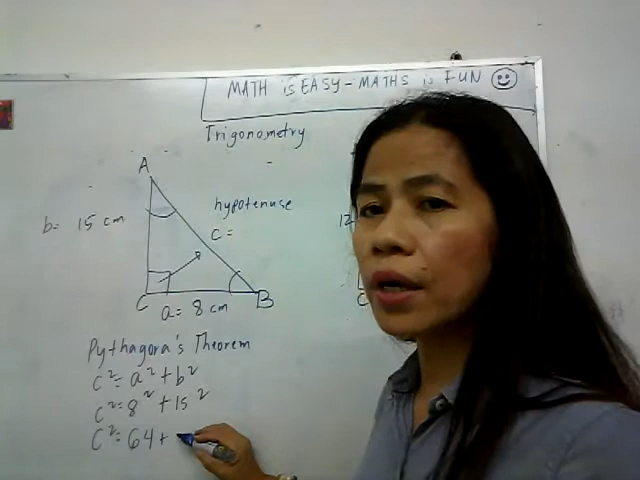 MATH is EASY - MATHS is FUN
Trigonometry
A
b= 15 cm
hypotenuse
c =
12
C
B
C
a= 8 cm
Pythagora's Theorem
c²= a² + b²
c²= 8² + 15²
c²= 64 +